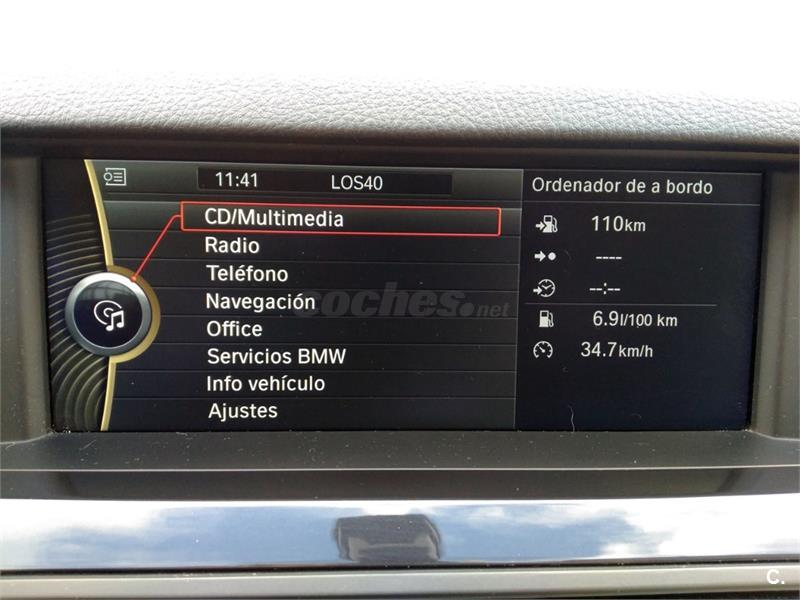 11:41 LOS40
CD/Multimedia
Radio
Teléfono
Navegación
Office
Servicios BMW
Info vehículo
Ajustes
Ordenador de a bordo
110km
----
--:--
6.9l/100 km
34.7km/h
coches.net
C.